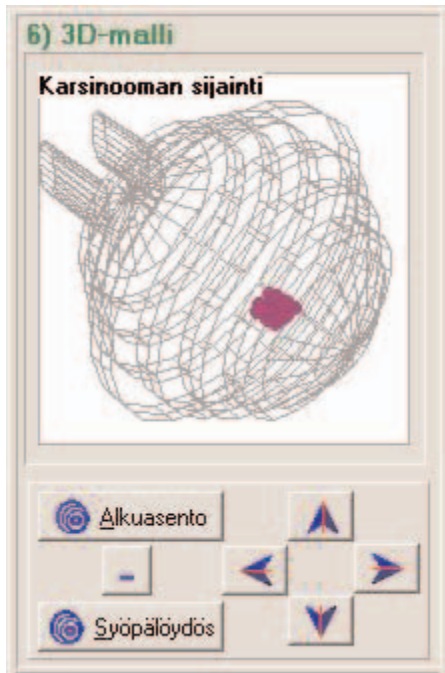 6) 3D-malli
Karsinooman sijainti
Alkuasento
-
Syöpälöydös